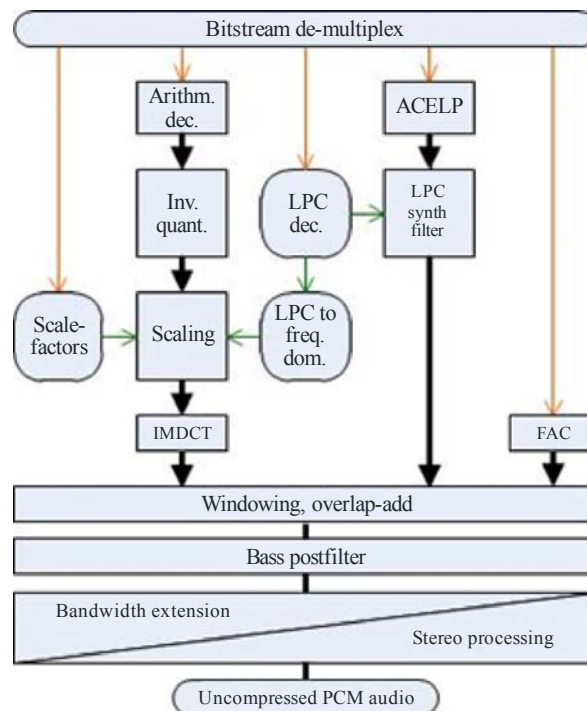 Bitstream de-multiplex
Arithm.
dec.
ACELP
Inv.
quant.
LPC
dec.
LPC
synth
filter
Scale-
factors
Scaling
LPC to
freq.
dom.
IMDCT
FAC
Windowing, overlap-add
Bass postfilter
Bandwidth extension
Stereo processing
Uncompressed PCM audio